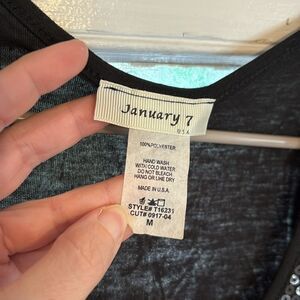 January 7
U.S.A.
100%POLYESTER
HAND WASH
WITH COLD WATER
DO NOT BLEACH
HANG OR LINE DRY
MADE IN U.S.A.
STYLE# T16231
CUT# 0917-04
M